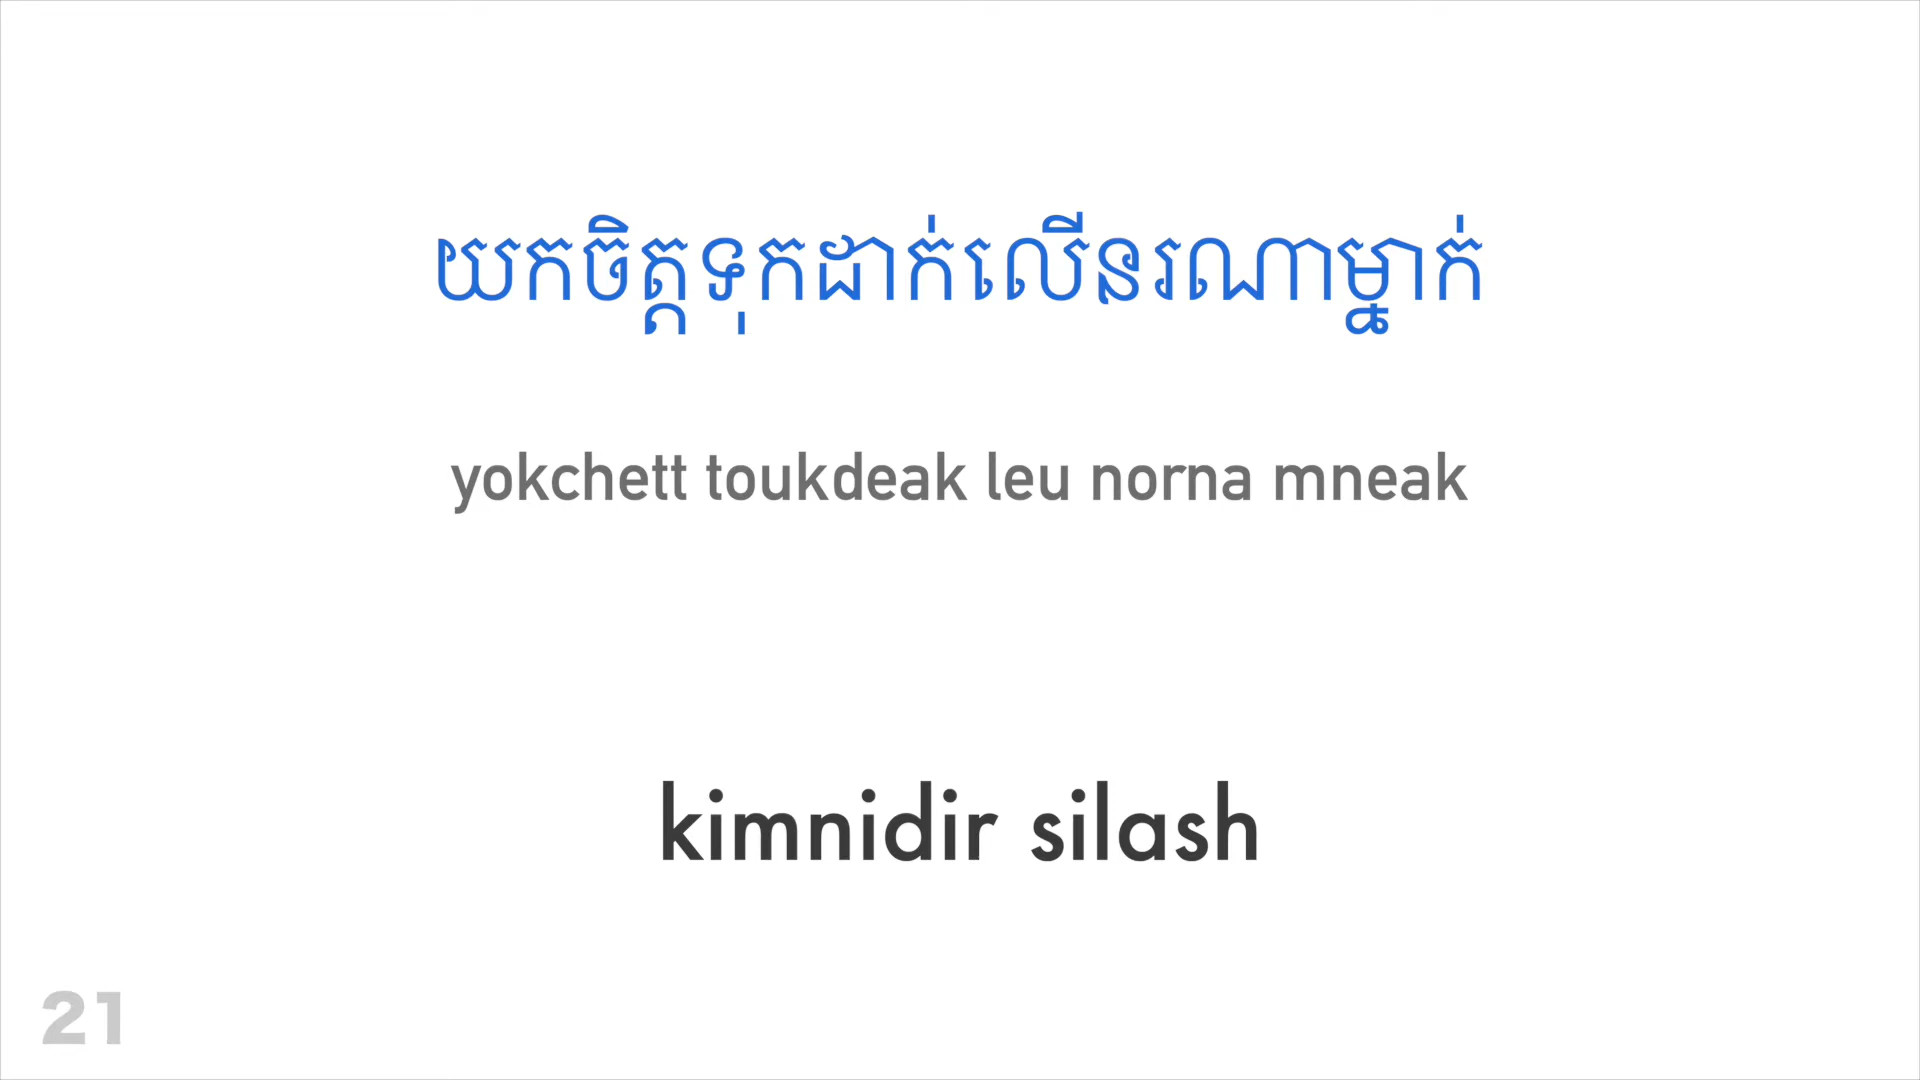 យកចិត្តទុកដាក់លើនរណាម្នាក់
yokchett toukdeak leu norna mneak
kimnidir silash
21